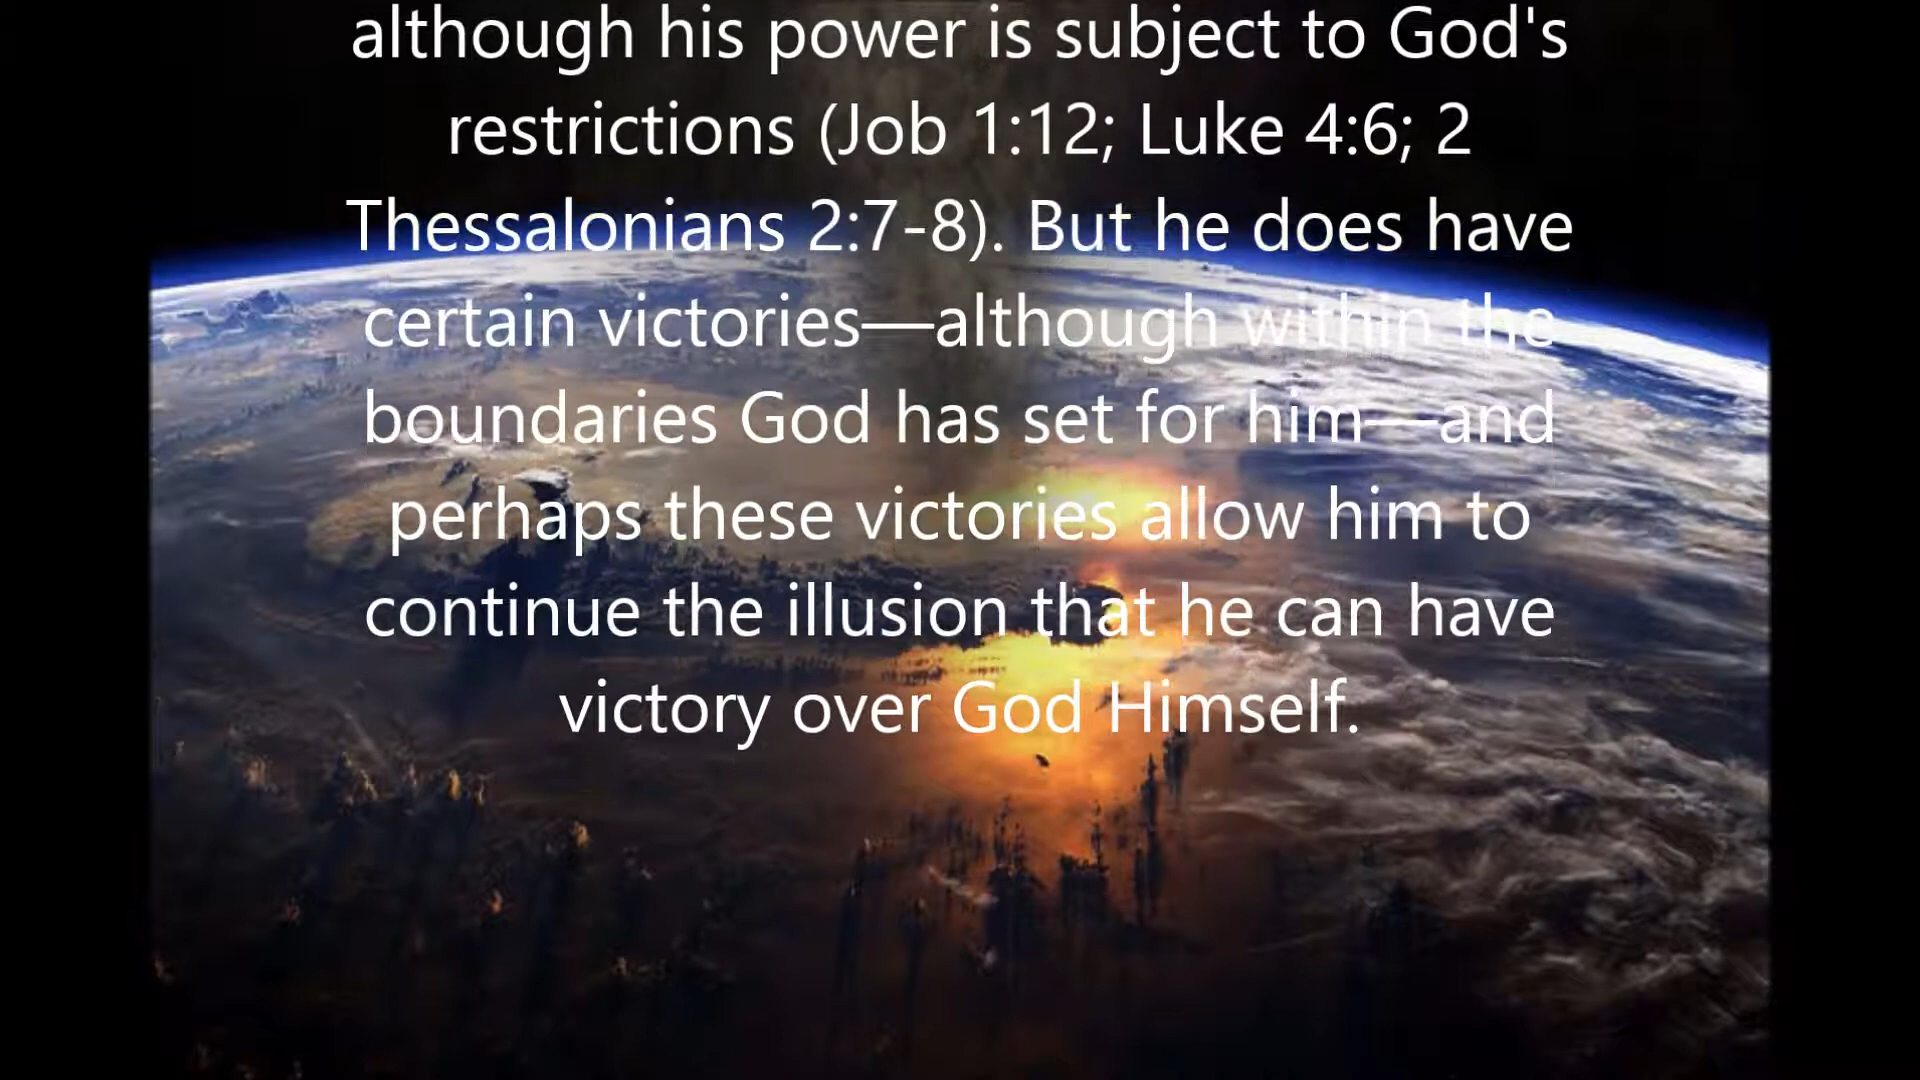 although his power is subject to God's
restrictions (Job 1:12; Luke 4:6; 2
Thessalonians 2:7-8). But he does have
certain victories—although within the
boundaries God has set for him—and
perhaps these victories allow him to
continue the illusion that he can have
victory over God Himself.